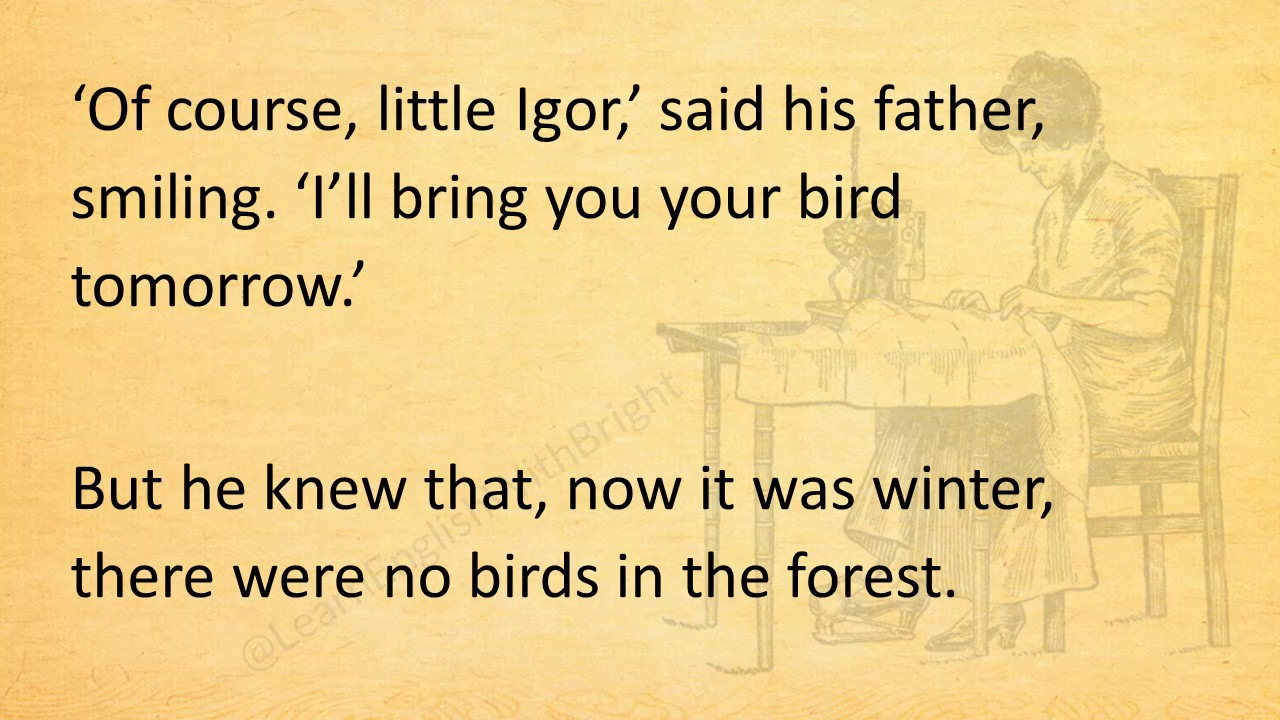 ‘Of course, little Igor,’ said his father,
smiling. ‘I’ll bring you your bird
tomorrow.’
But he knew that, now it was winter,
there were no birds in the forest.
@LearnEnglishWithBright